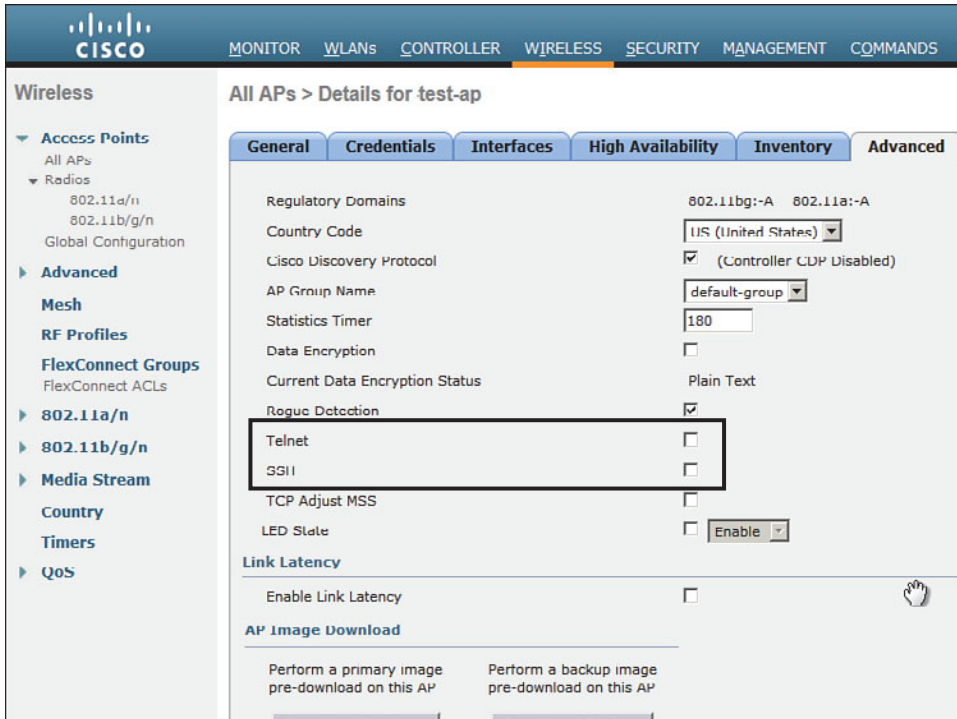 CISCO
MONITOR WLANs CONTROLLER WIRELESS SECURITY MANAGEMENT COMMANDS
Wireless
All APs > Details for test-ap
Access Points
All APs
Radios
802.11a/n
802.11b/g/n
Global Configuration
Advanced
Mesh
RF Profiles
FlexConnect Groups
FlexConnect ACLs
802.11a/n
802.11b/g/n
Media Stream
Country
Timers
QoS
General Credentials Interfaces High Availability Inventory Advanced
Regulatory Domains 802.11bg:-A 802.11a:-A
Country Code US (United States)
Cisco Discovery Protocol (Controller CDP Disabled)
AP Group Name default-group
Statistics Timer 180
Data Encryption
Current Data Encryption Status Plain Text
Rogue Detection
Telnet
SSH
TCP Adjust MSS
LED State Enable
Link Latency
Enable Link Latency
AP Image Download
Perform a primary image Perform a backup image
pre-download on this AP pre-download on this AP